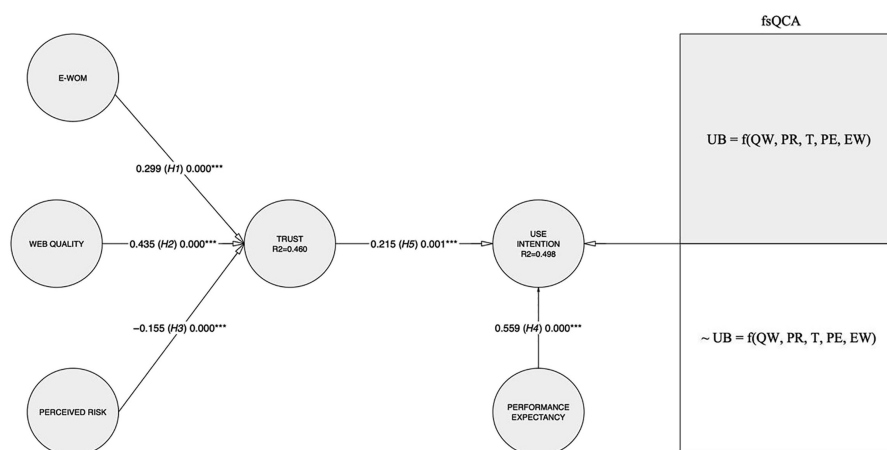 fsQCA
E-WOM
UB = f(QW, PR, T, PE, EW)
0.299 (H1) 0.000***
WEB QUALITY
0.435 (H2) 0.000***
TRUST
R2=0.460
0.215 (H5) 0.001***
USE
INTENTION
R2=0.498
−0.155 (H3) 0.000***
0.559 (H4) 0.000***
~ UB = f(QW, PR, T, PE, EW)
PERCEIVED RISK
PERFORMANCE
EXPECTANCY